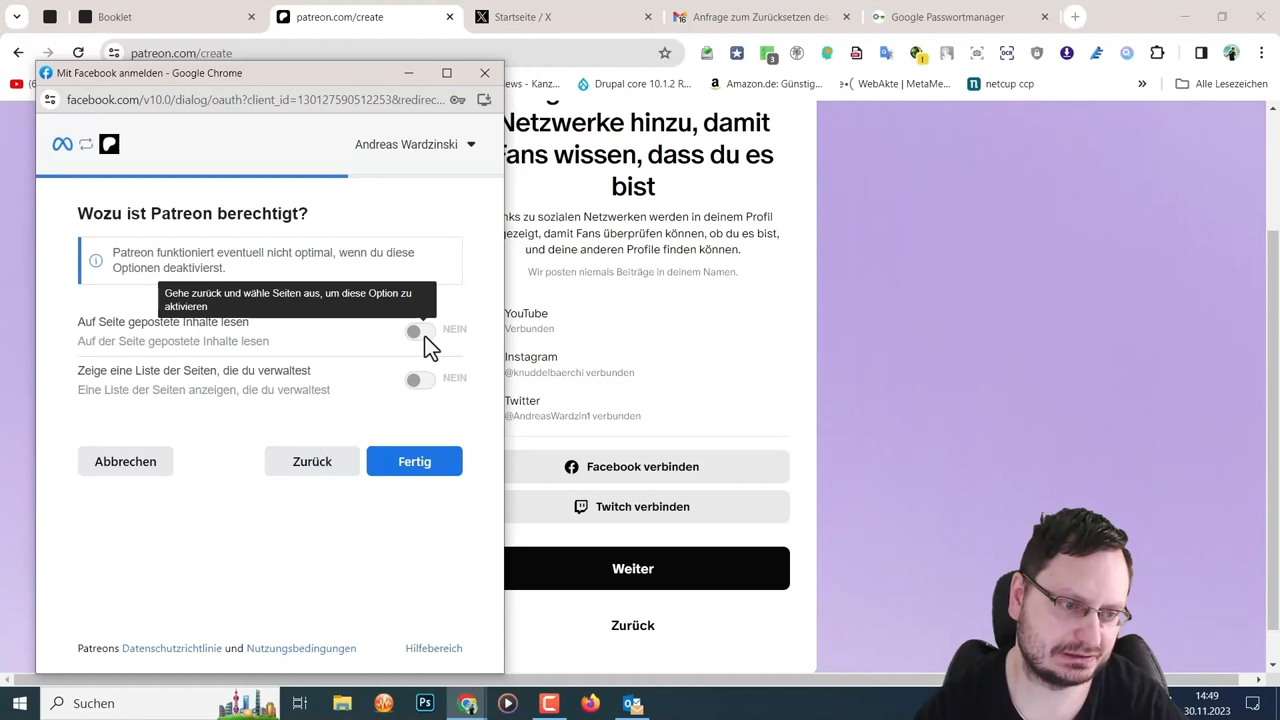 Booklet
patreon.com/create
Startseite / X
Anfrage zum Zurücksetzen des
Google Passwortmanager
patreon.com/create
3
Mit Facebook anmelden - Google Chrome
ews - Kanz...
Drupal core 10.1.2 R...
Amazon.de: Günstig...
WebAkte | MetaMe...
netcup ccp
Alle Lesezeichen
facebook.com/v10.0/dialog/oauth?client_id=130127590512253&redirec...
Andreas Wardzinski
Wozu ist Patreon berechtigt?
Patreon funktioniert eventuell nicht optimal, wenn du diese
Optionen deaktivierst.
Gehe zurück und wähle Seiten aus, um diese Option zu
aktivieren
Auf Seite gepostete Inhalte lesen
Auf der Seite gepostete Inhalte lesen
NEIN
Zeige eine Liste der Seiten, die du verwaltest
Eine Liste der Seiten anzeigen, die du verwaltest
NEIN
Abbrechen
Zurück
Fertig
Patreons Datenschutzrichtlinie und Nutzungsbedingungen
Hilfebereich
Netzwerke hinzu, damit
Fans wissen, dass du es
bist
nks zu sozialen Netzwerken werden in deinem Profil
gezeigt, damit Fans überprüfen können, ob du es bist,
und deine anderen Profile finden können.
Wir posten niemals Beiträge in deinem Namen.
YouTube
Verbunden
Instagram
@knuddelbaerchi verbunden
Twitter
@AndreasWardzin1 verbunden
Facebook verbinden
Twitch verbinden
Weiter
Zurück
Suchen
14:49
30.11.2023